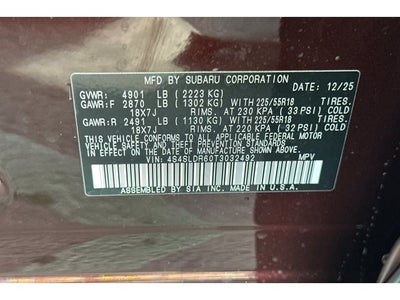 MFD. BY SUBARU CORPORATION DATE: 12/25
GVWR: 4901 LB (2223 KG)
GAWR:F 2870 LB (1302 KG) WITH 225/55R18 TIRES.
18X7J RIMS/AT 230 KPA (33 PSI) COLD
GAWR:R 2491 LB (1130 KG) WITH 225/55R18 TIRES.
18X7J RIMS/AT 220 KPA (32 PSI) COLD
THIS VEHICLE CONFORMS TO ALL APPLICABLE FEDERAL MOTOR
VEHICLE SAFETY, BUMPER, AND THEFT PREVENTION STANDARDS
IN EFFECT ON THE DATE OF MANUFACTURE SHOWN ABOVE.
VIN: 4S4SLDR60T3032492 MPV
ASSEMBLED BY SIA INC. MADE IN U.S.A.